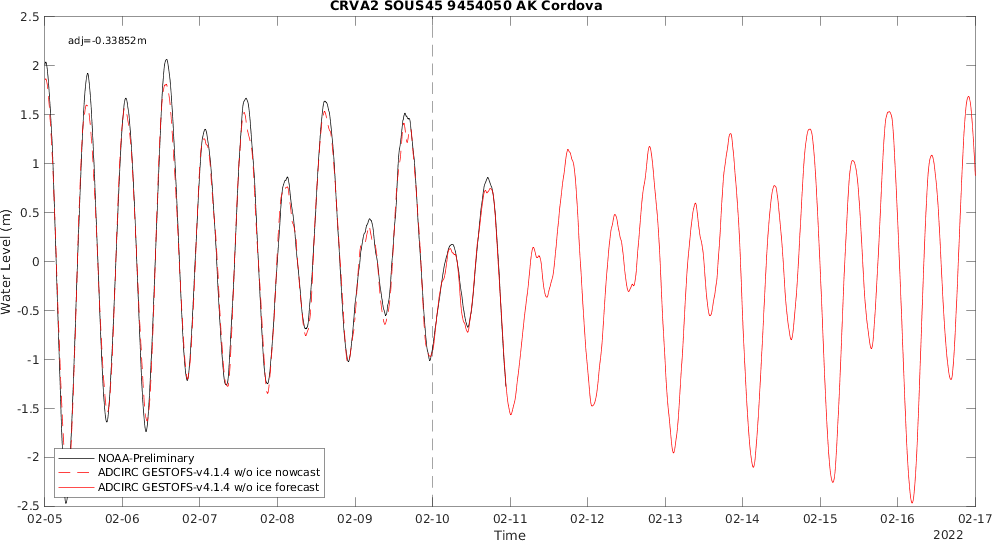 CRVA2 SOUS45 9454050 AK Cordova
adj=-0.33852m
2.5
2
1.5
1
0.5
0
-0.5
-1
-1.5
-2
-2.5
Water Level (m)
NOAA-Preliminary
ADCIRC GESTOFS-v4.1.4 w/o ice nowcast
ADCIRC GESTOFS-v4.1.4 w/o ice forecast
02-05 02-06 02-07 02-08 02-09 02-10 02-11 02-12 02-13 02-14 02-15 02-16 02-17
Time
2022